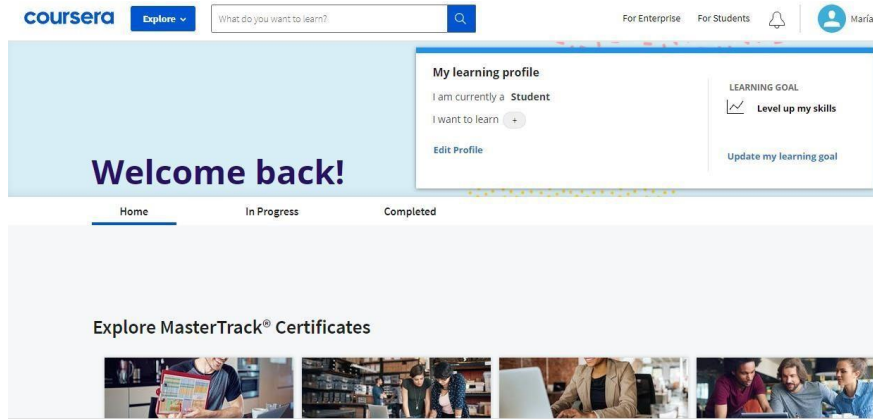 coursera
Explore
What do you want to learn?
For Enterprise
For Students
María
My learning profile
I am currently a Student
I want to learn +
Edit Profile
LEARNING GOAL
Level up my skills
Update my learning goal
Welcome back!
Home
In Progress
Completed
Explore MasterTrack® Certificates